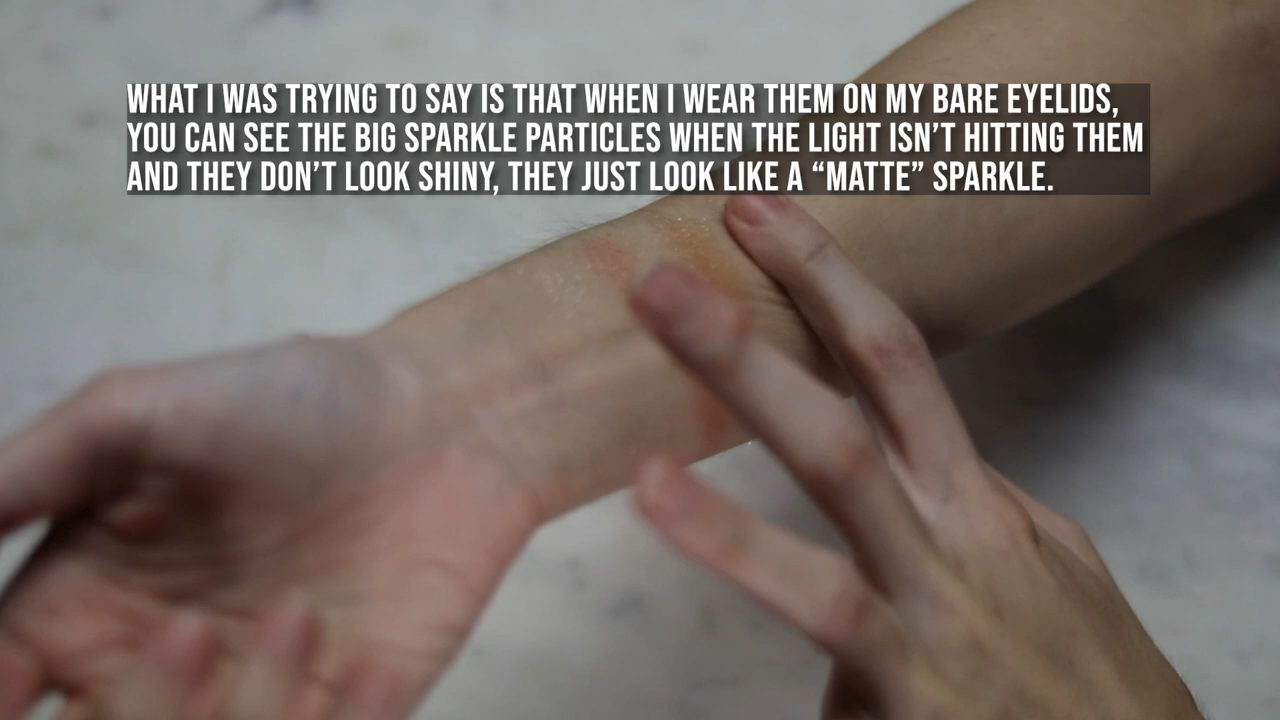 WHAT I WAS TRYING TO SAY IS THAT WHEN I WEAR THEM ON MY BARE EYELIDS,
YOU CAN SEE THE BIG SPARKLE PARTICLES WHEN THE LIGHT ISN’T HITTING THEM
AND THEY DON’T LOOK SHINY, THEY JUST LOOK LIKE A “MATTE” SPARKLE.